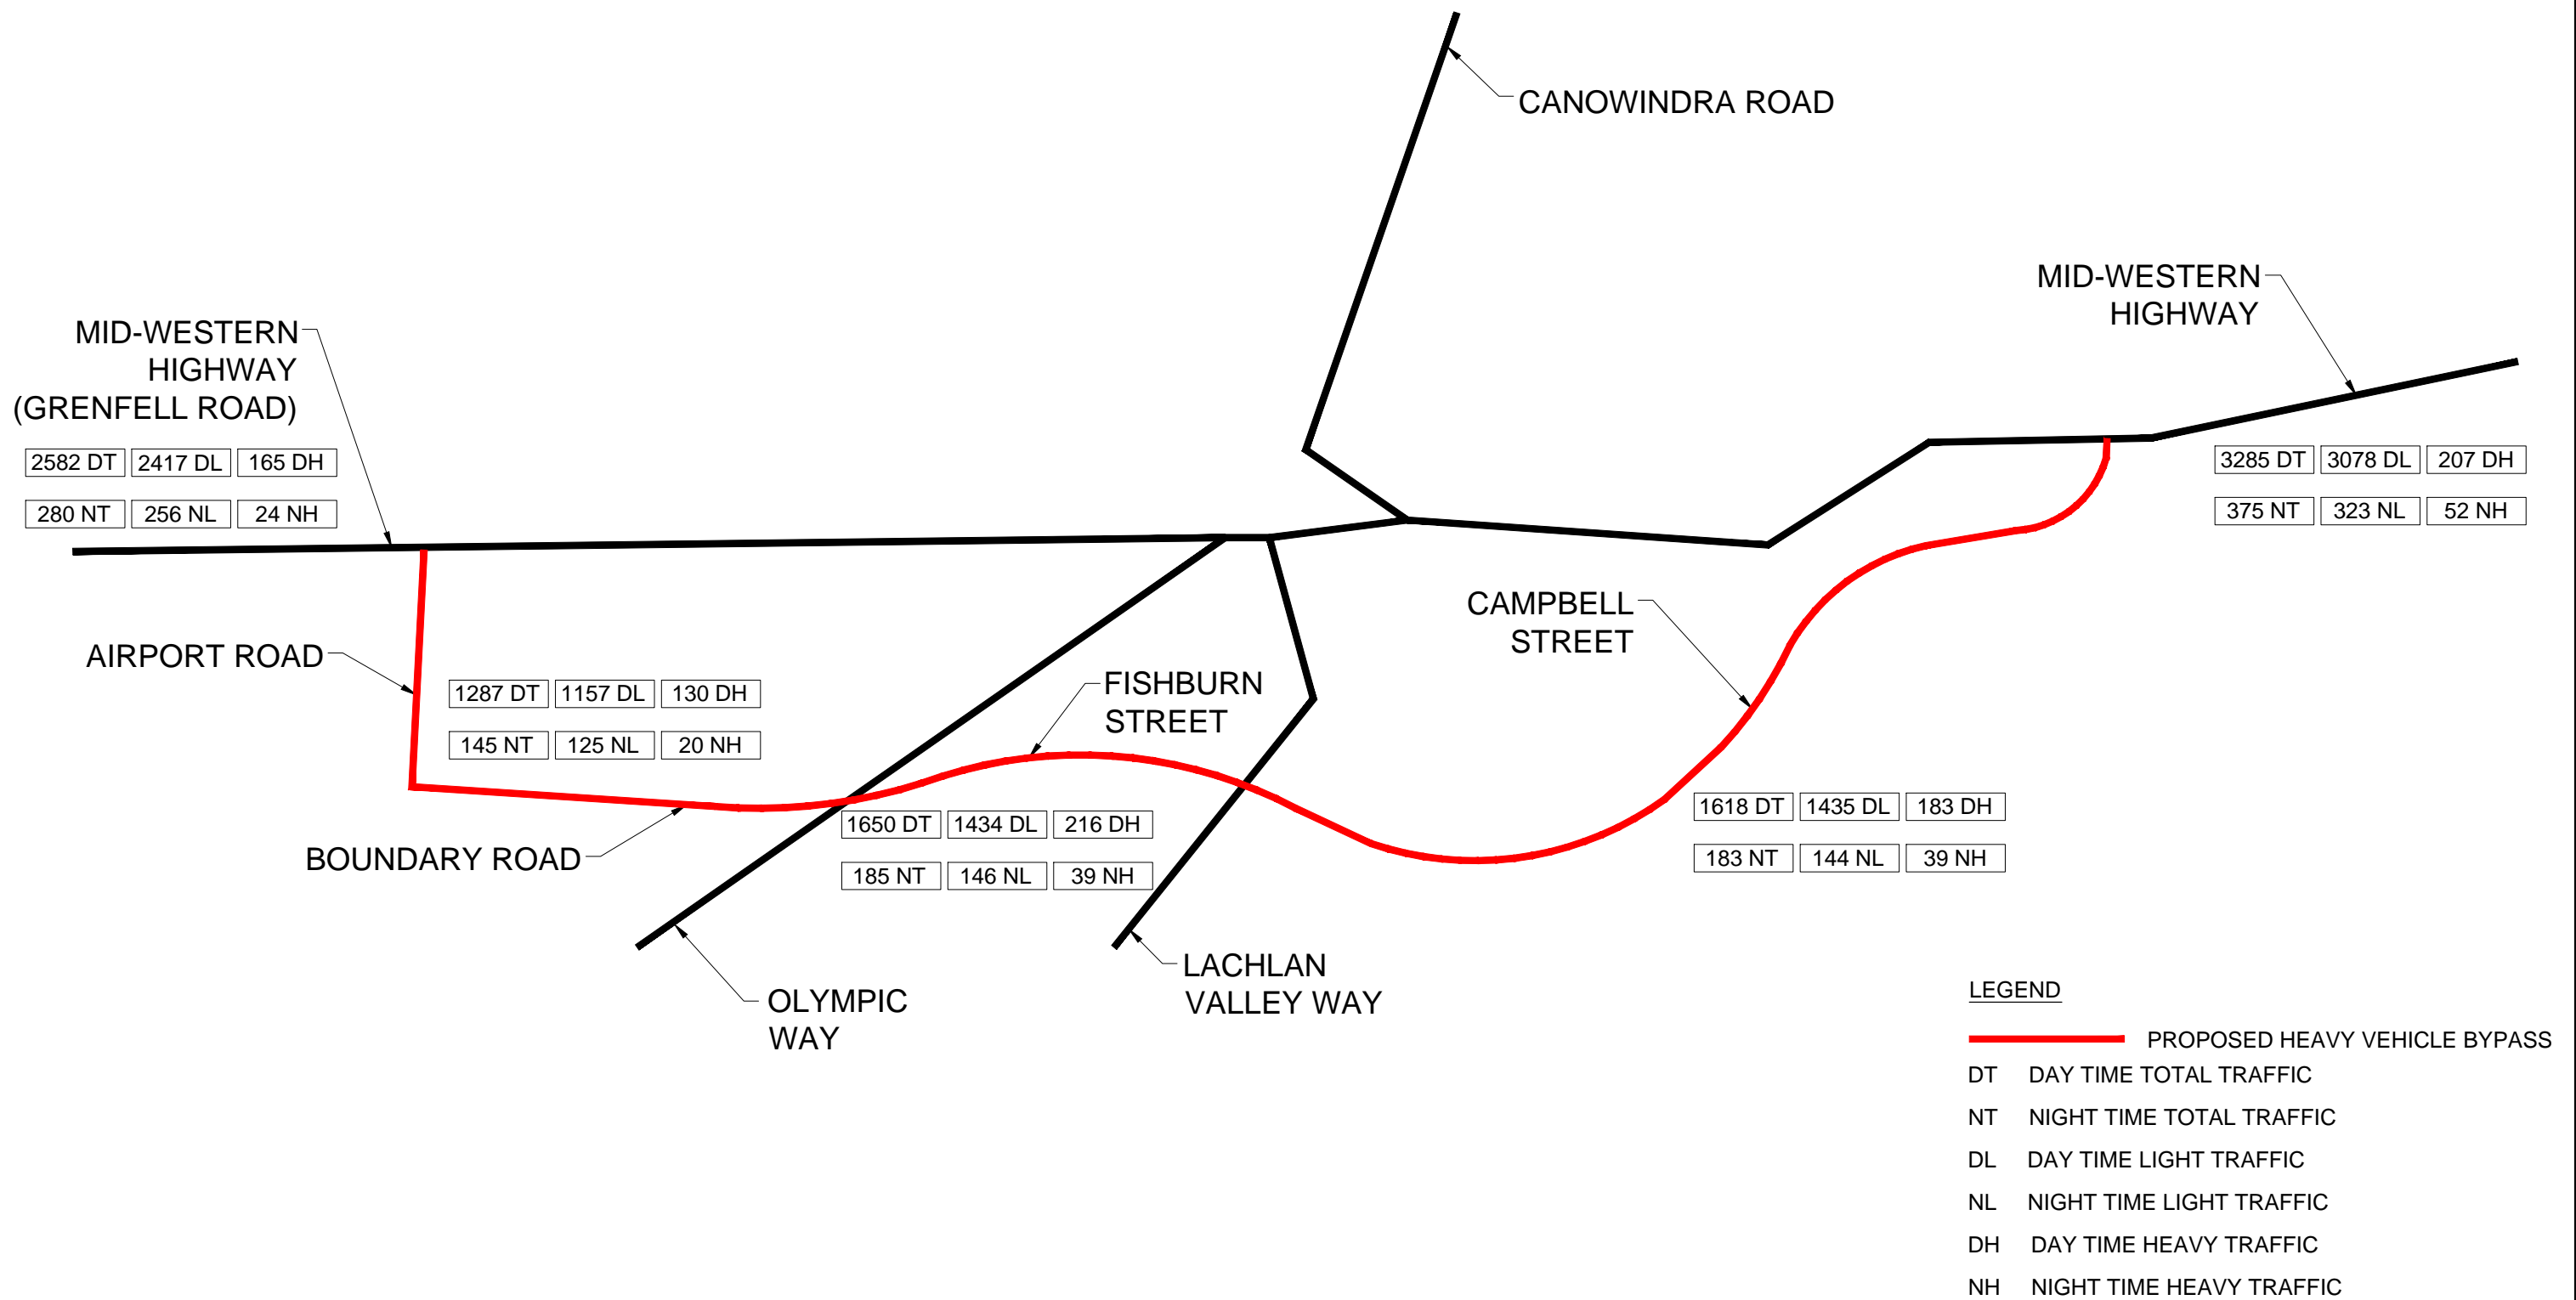 CANOWINDRA ROAD
MID-WESTERN
HIGHWAY
MID-WESTERN
HIGHWAY
(GRENFELL ROAD)
2582 DT 2417 DL 165 DH
280 NT 256 NL 24 NH
3285 DT 3078 DL 207 DH
375 NT 323 NL 52 NH
CAMPBELL
STREET
AIRPORT ROAD
1287 DT 1157 DL 130 DH
145 NT 125 NL 20 NH
FISHBURN
STREET
1650 DT 1434 DL 216 DH
185 NT 146 NL 39 NH
1618 DT 1435 DL 183 DH
183 NT 144 NL 39 NH
BOUNDARY ROAD
LACHLAN
VALLEY WAY
OLYMPIC
WAY
LEGEND
PROPOSED HEAVY VEHICLE BYPASS
DT DAY TIME TOTAL TRAFFIC
NT NIGHT TIME TOTAL TRAFFIC
DL DAY TIME LIGHT TRAFFIC
NL NIGHT TIME LIGHT TRAFFIC
DH DAY TIME HEAVY TRAFFIC
NH NIGHT TIME HEAVY TRAFFIC